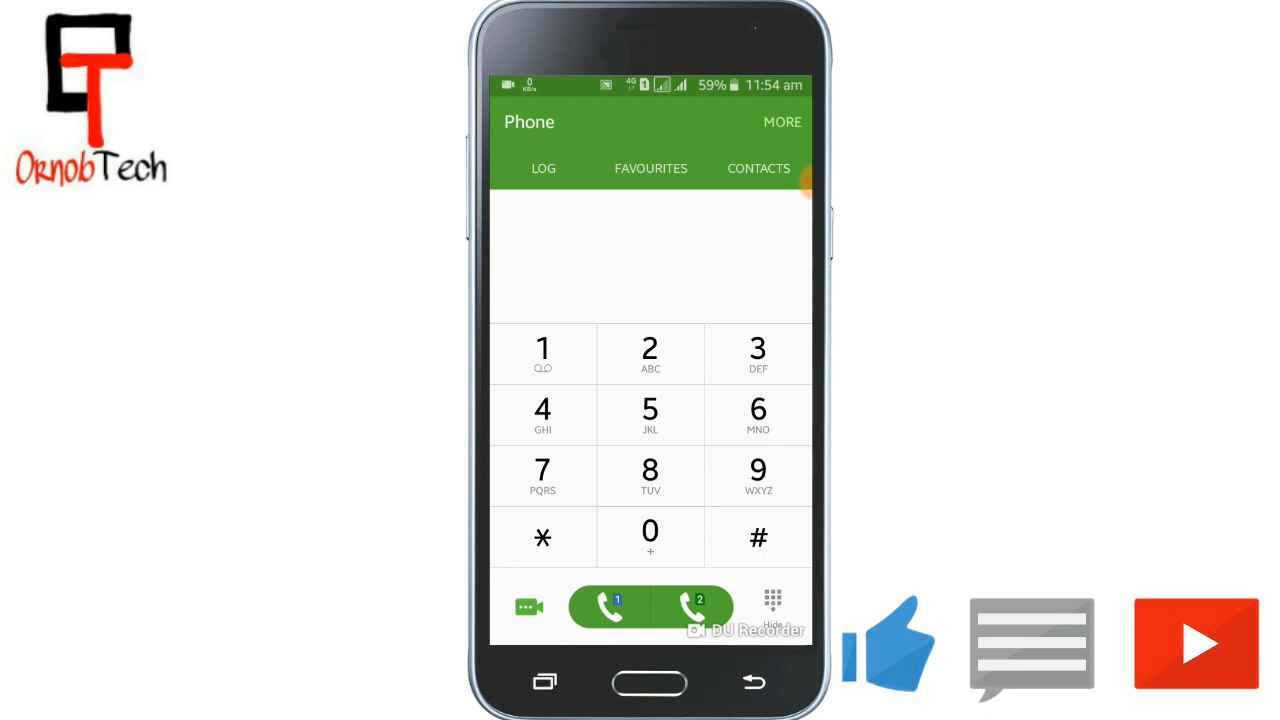 OrnobTech
0
KB/s
4G
1
59%
11:54 am
Phone
MORE
LOG
FAVOURITES
CONTACTS
1
2
ABC
3
DEF
4
GHI
5
JKL
6
MNO
7
PQRS
8
TUV
9
WXYZ
*
0
+
#
1
2
Hide
DU Recorder